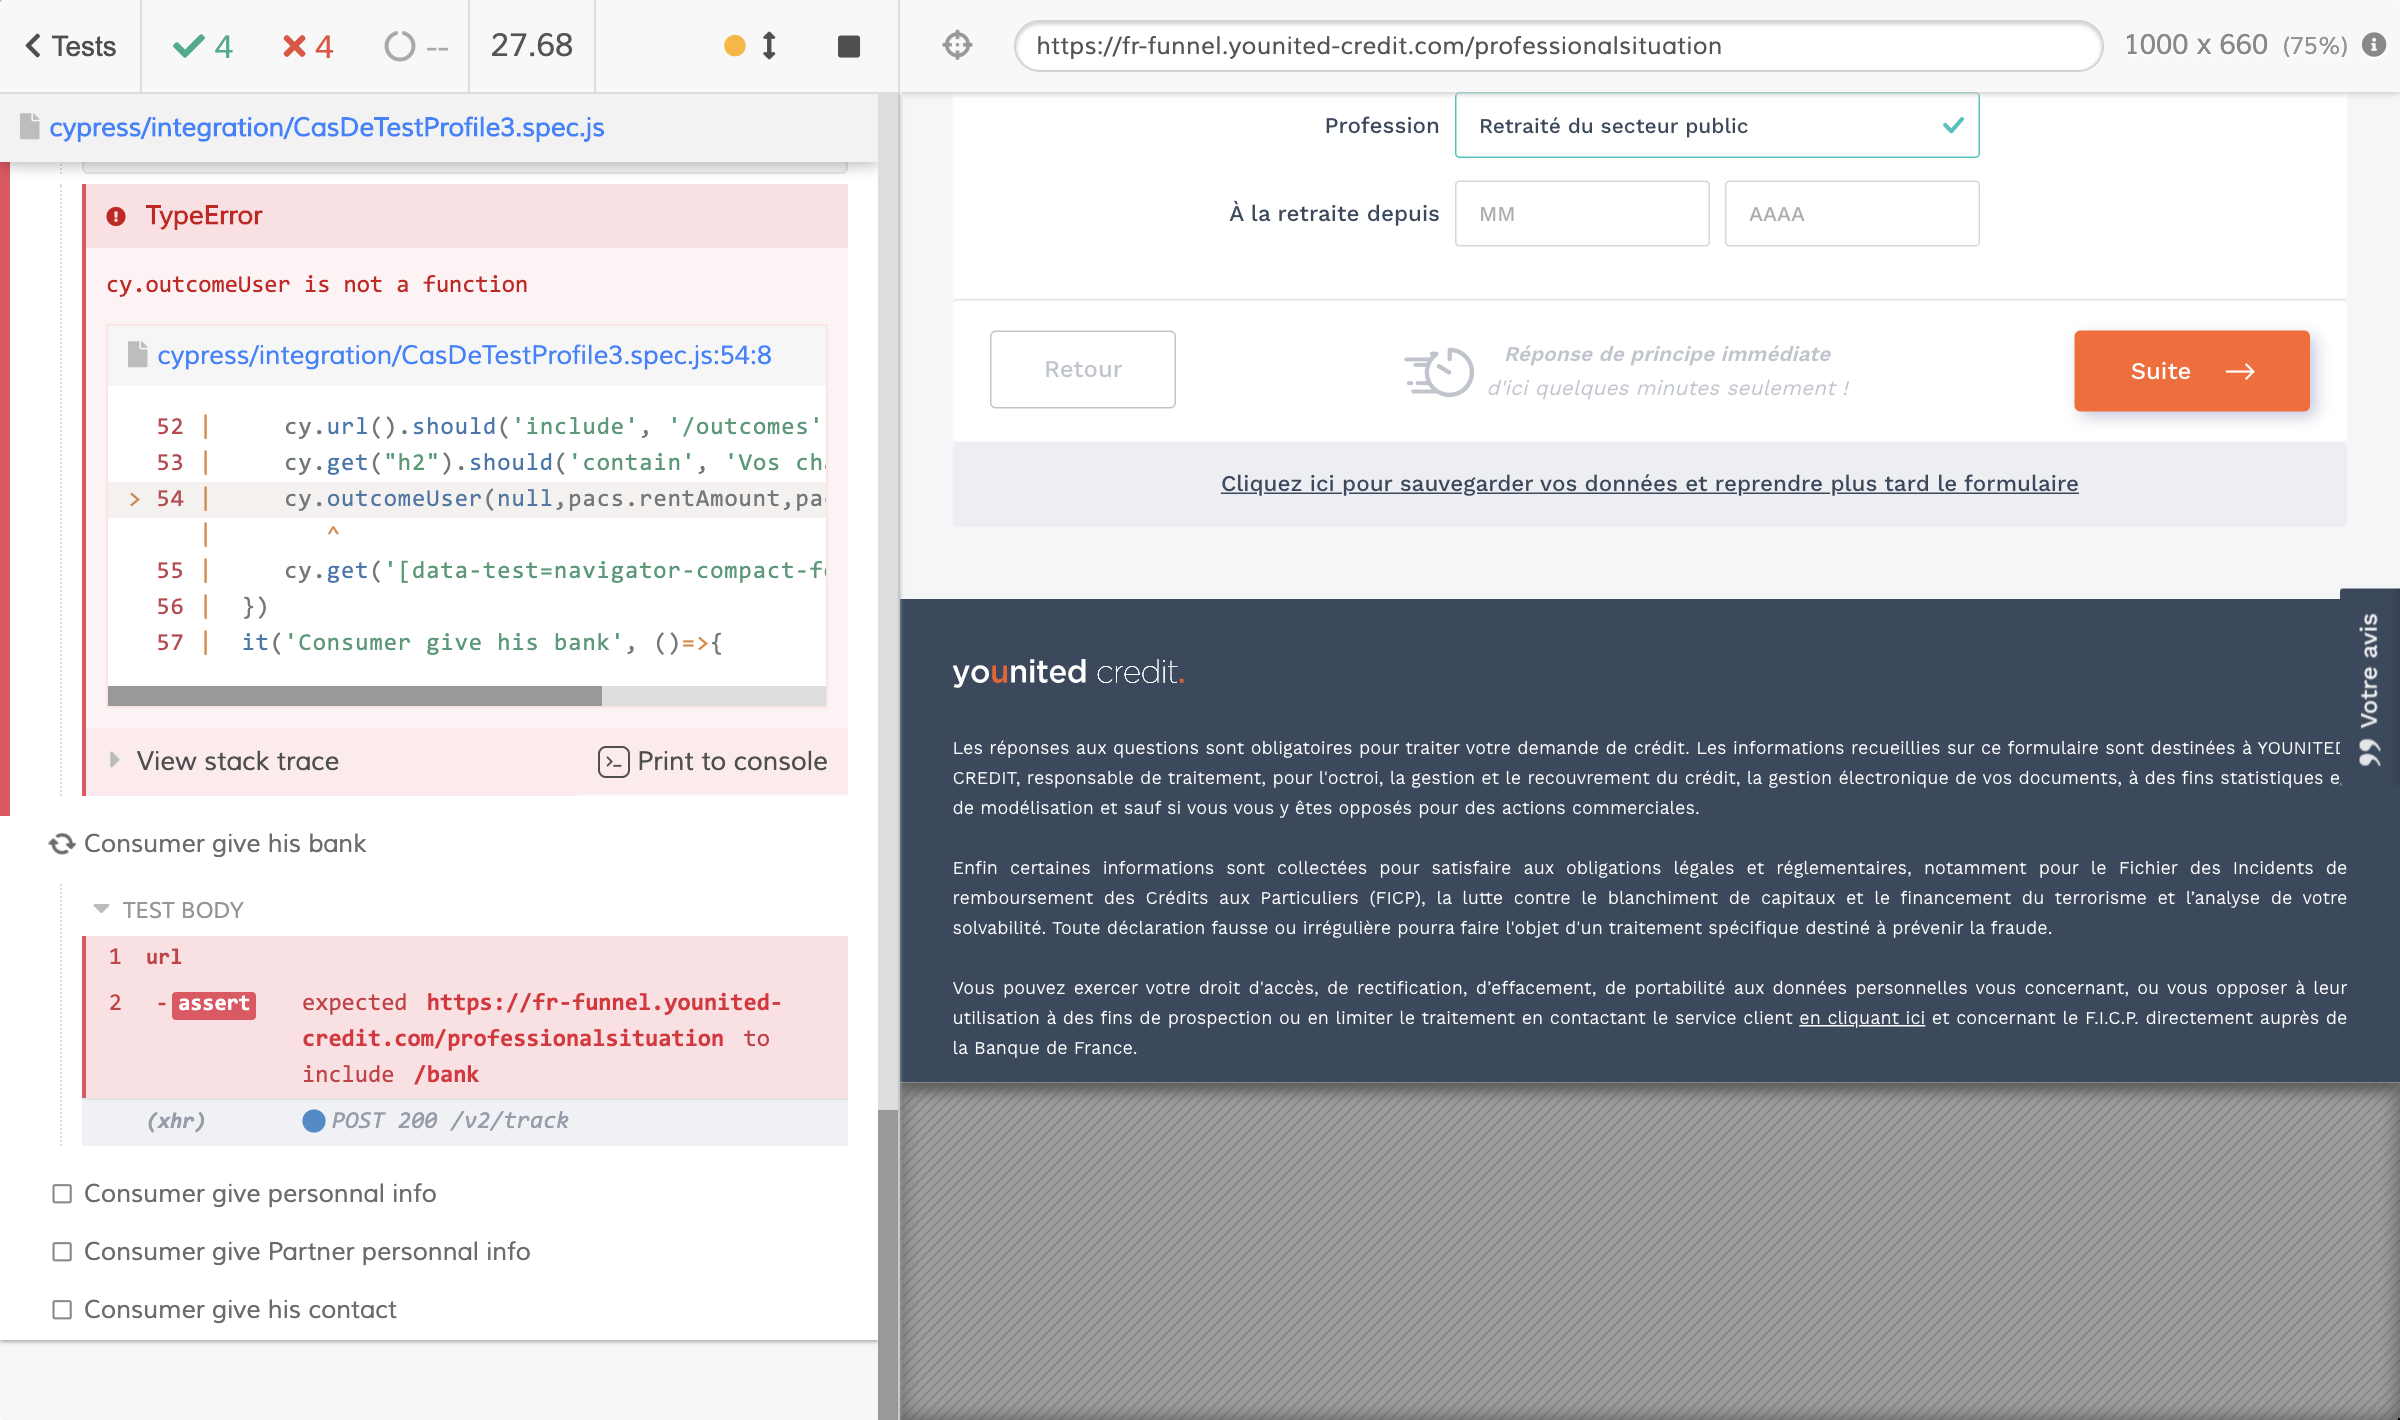 Tests
4
4
--
27.68
https://fr-funnel.younited-credit.com/professionalsituation
1000 x 660 (75%)
cypress/integration/CasDeTestProfile3.spec.js
TypeError
cy.outcomeUser is not a function
cypress/integration/CasDeTestProfile3.spec.js:54:8
52 | cy.url().should('include', '/outcomes'
53 | cy.get("h2").should('contain', 'Vos
> 54 | cy.outcomeUser(null,pacs.rentAmount,
| ^
55 | cy.get('[data-test=navigator-compact-
56 | })
57 | it('Consumer give his bank', ()=>{
View stack trace
Print to console
Consumer give his bank
TEST BODY
1 url
2 -assert expected https://fr-funnel.younited-
credit.com/professionalsituation to
include /bank
(xhr) POST 200 /v2/track
Consumer give personnal info
Consumer give Partner personnal info
Consumer give his contact
Profession Retraité du secteur public
À la retraite depuis MM AAAA
Retour
Réponse de principe immédiate
d'ici quelques minutes seulement !
Suite
Cliquez ici pour sauvegarder vos données et reprendre plus tard le formulaire
Votre avis
younited credit.
Les réponses aux questions sont obligatoires pour traiter votre demande de crédit. Les informations recueillies sur ce formulaire sont destinées à YOUNITED
CREDIT, responsable de traitement, pour l'octroi, la gestion et le recouvrement du crédit, la gestion électronique de vos documents, à des fins statistiques
de modélisation et sauf si vous vous y êtes opposés pour des actions commerciales.
Enfin certaines informations sont collectées pour satisfaire aux obligations légales et réglementaires, notamment pour le Fichier des Incidents de
remboursement des Crédits aux Particuliers (FICP), la lutte contre le blanchiment de capitaux et le financement du terrorisme et l’analyse de votre
solvabilité. Toute déclaration fausse ou irrégulière pourra faire l'objet d'un traitement spécifique destiné à prévenir la fraude.
Vous pouvez exercer votre droit d'accès, de rectification, d’effacement, de portabilité aux données personnelles vous concernant, ou vous opposer à leur
utilisation à des fins de prospection ou en limiter le traitement en contactant le service client en cliquant ici et concernant le F.I.C.P. directement auprès de
la Banque de France.